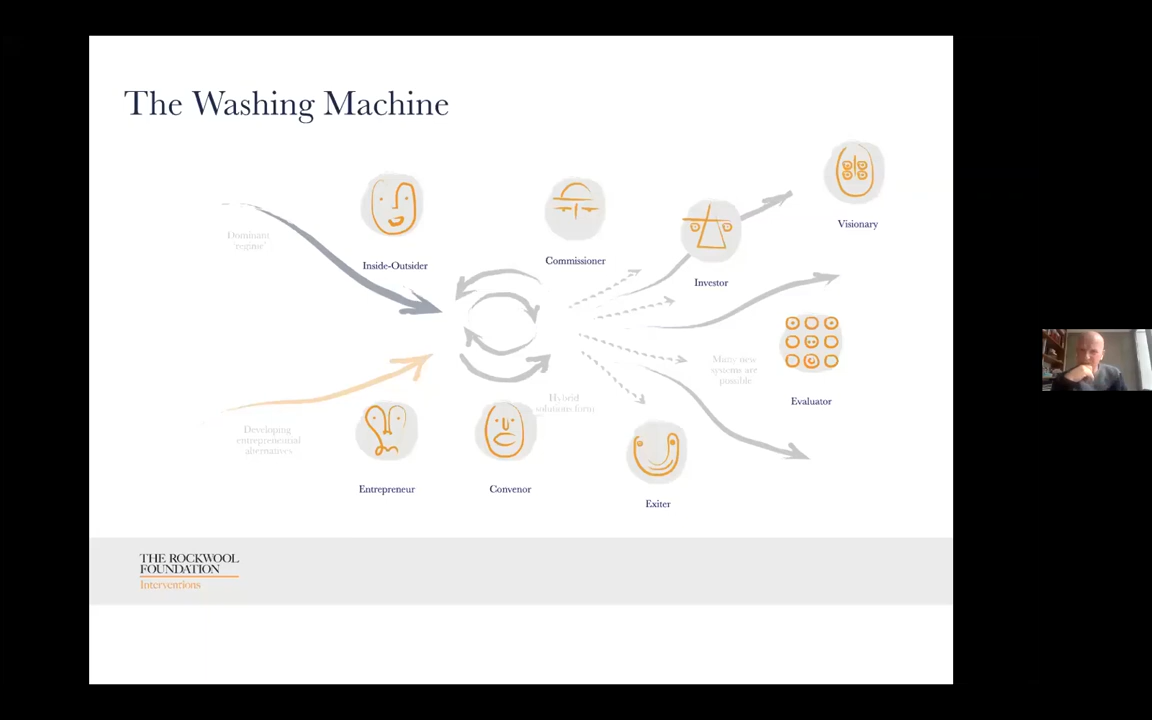 The Washing Machine
Visionary
Dominant
'regime'
Inside-Outsider
Commissioner
Investor
Many new
systems are
possible
Evaluator
Hybrid
solutions form
Developing
entrepreneurial
alternatives
Entrepreneur
Convenor
Exiter
THE ROCKWOOL
FOUNDATION
Interventions